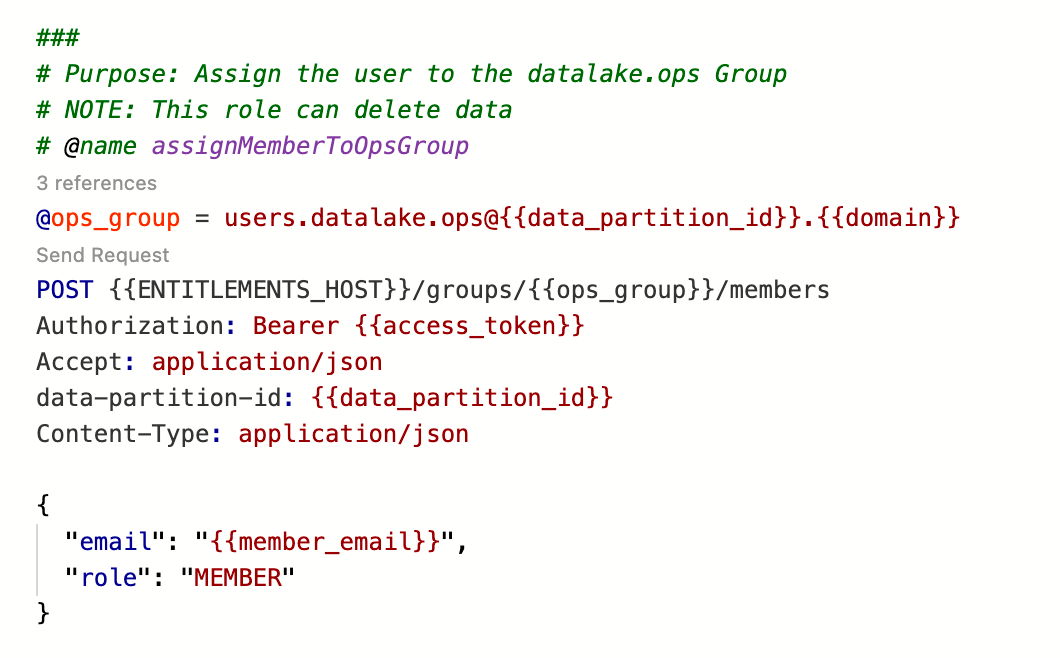 ###
# Purpose: Assign the user to the datalake.ops Group
# NOTE: This role can delete data
# @name assignMemberToOpsGroup
3 references
@ops_group = users.datalake.ops@{{data_partition_id}}.{{domain}}
Send Request
POST {{ENTITLEMENTS_HOST}}/groups/{{ops_group}}/members
Authorization: Bearer {{access_token}}
Accept: application/json
data-partition-id: {{data_partition_id}}
Content-Type: application/json
{
"email": "{{member_email}}",
"role": "MEMBER"
}